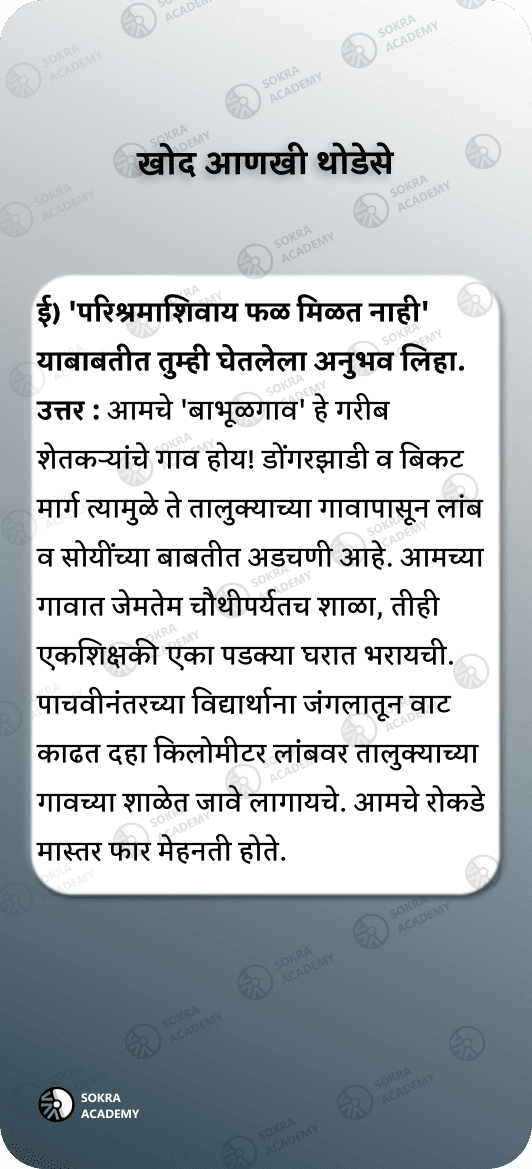 खोद आणखी थोडेसे
ई) 'परिश्रमाशिवाय फळ मिळत नाही'
याबाबतीत तुम्ही घेतलेला अनुभव लिहा.
उत्तर : आमचे 'बाभूळगाव' हे गरीब
शेतकऱ्यांचे गाव होय! डोंगरझाडी व बिकट
मार्ग त्यामुळे ते तालुक्याच्या गावापासून लांब
व सोयींच्या बाबतीत अडचणी आहे. आमच्या
गावात जेमतेम चौथीपर्यतच शाळा, तीही
एकशिक्षकी एका पडक्या घरात भरायची.
पाचवीनंतरच्या विद्यार्थाना जंगलातून वाट
काढत दहा किलोमीटर लांबवर तालुक्याच्या
गावच्या शाळेत जावे लागायचे. आमचे रोकडे
मास्तर फार मेहनती होते.
SOKRA
ACADEMY